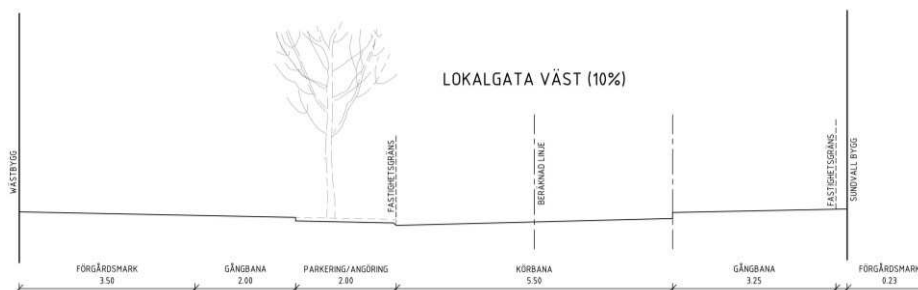 LOKALGATA VÄST (10%)
WÄSTBYGG
FASTIGHETSGRÄNS
BERÄKNAD LINJE
FASTIGHETSGRÄNS
SUNDVALL BYGG
FÖRGÅRDSMARK
3.50
GÅNGBANA
2.00
PARKERING/ANGÖRING
2.00
KÖRBANA
5.50
GÅNGBANA
3.25
FÖRGÅRDSMARK
0.23